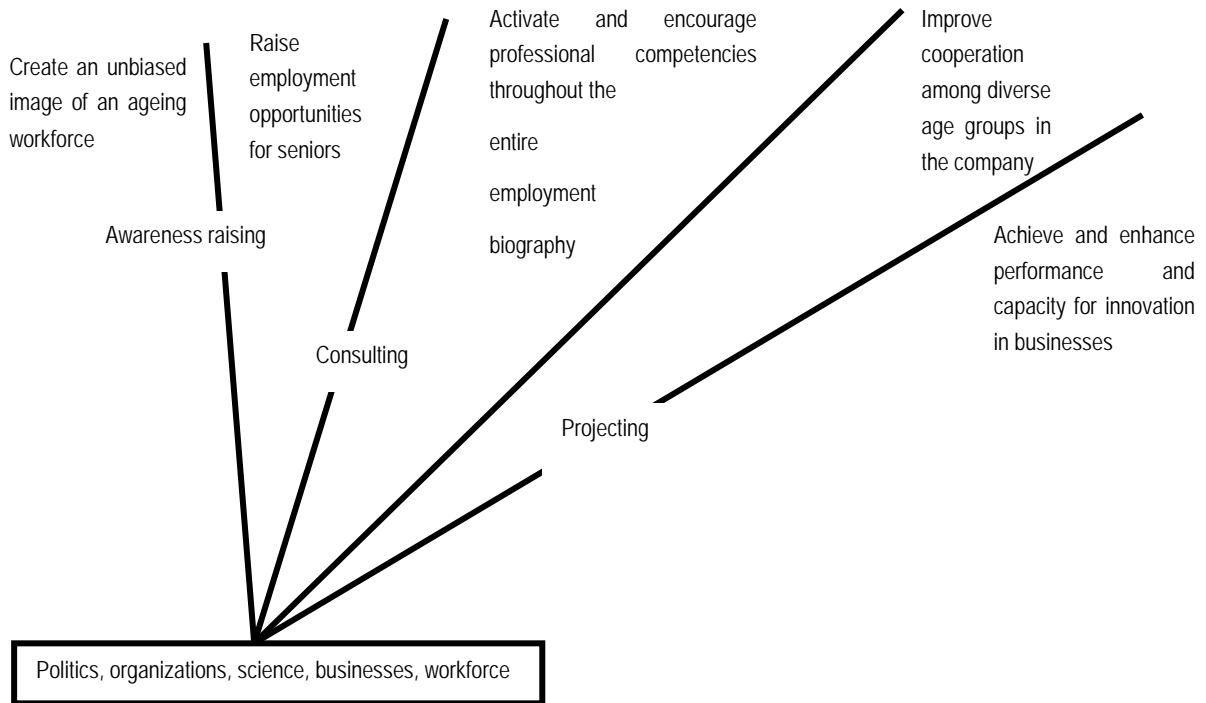 Create an unbiased
image of an ageing
workforce
Raise
employment
opportunities
for seniors
Activate and encourage
professional competencies
throughout the
entire
employment
biography
Improve
cooperation
among diverse
age groups in
the company
Achieve and enhance
performance and
capacity for innovation
in businesses
Awareness raising
Consulting
Projecting
Politics, organizations, science, businesses, workforce